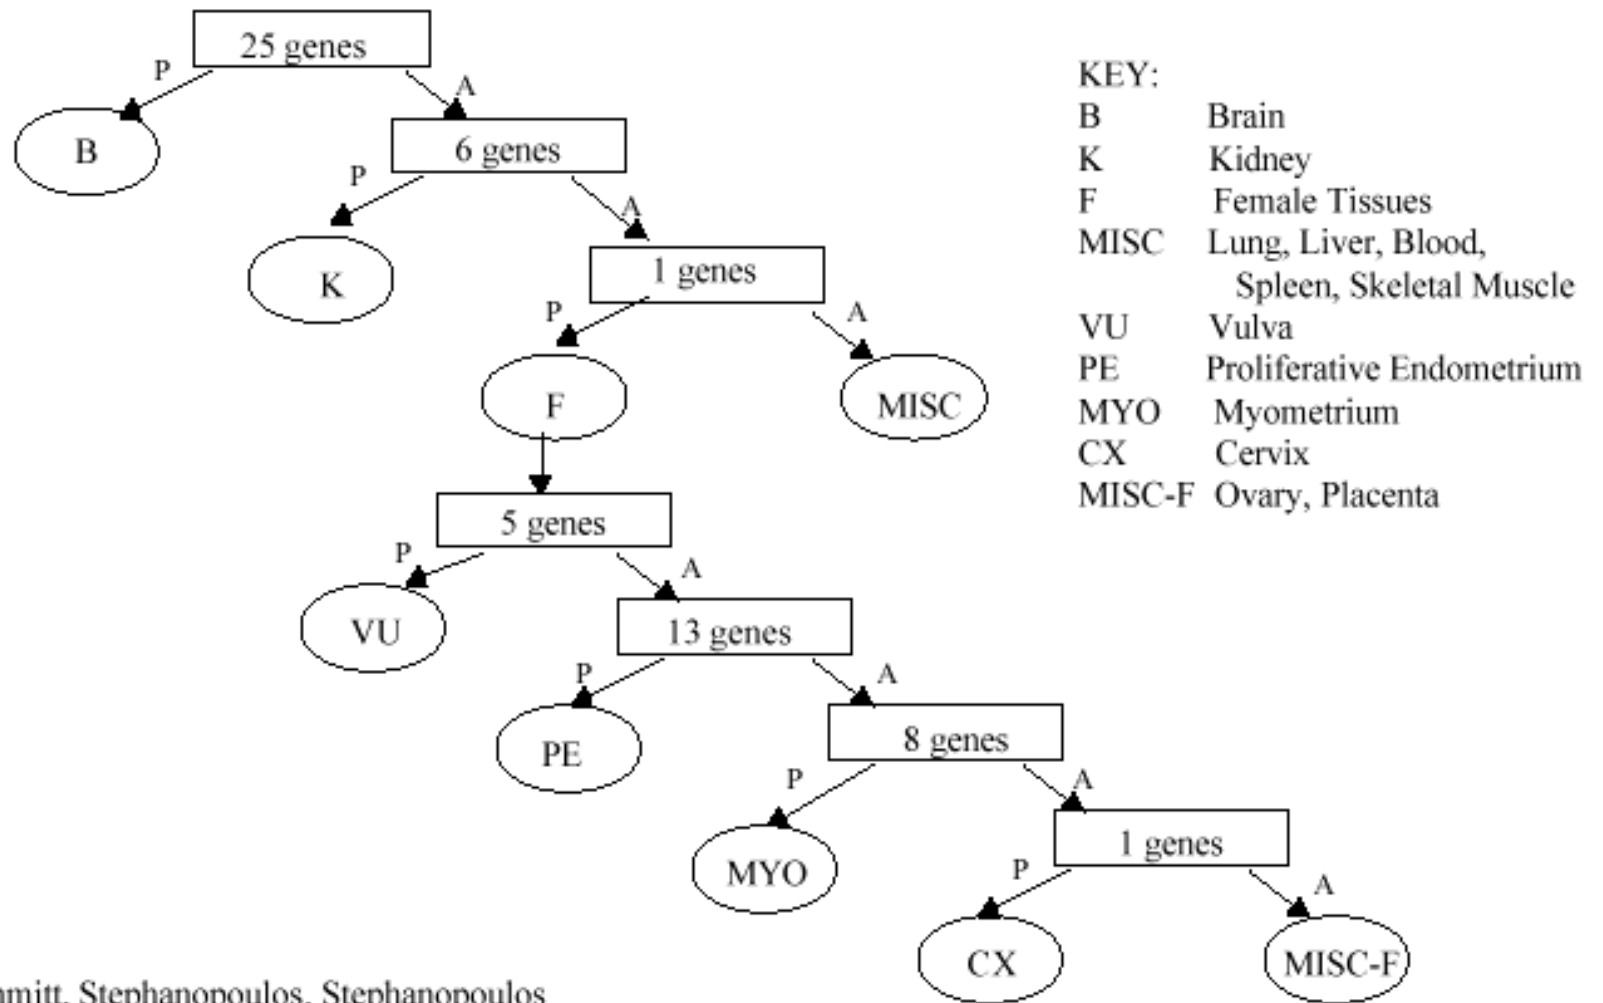 25 genes
P
A
B
6 genes
P
A
K
1 genes
P
A
F
MISC
5 genes
P
A
VU
13 genes
P
A
PE
8 genes
P
A
MYO
1 genes
P
A
CX
MISC-F
KEY:
B Brain
K Kidney
F Female Tissues
MISC Lung, Liver, Blood,
Spleen, Skeletal Muscle
VU Vulva
PE Proliferative Endometrium
MYO Myometrium
CX Cervix
MISC-F Ovary, Placenta
Stephanopoulos, Stephanopoulos